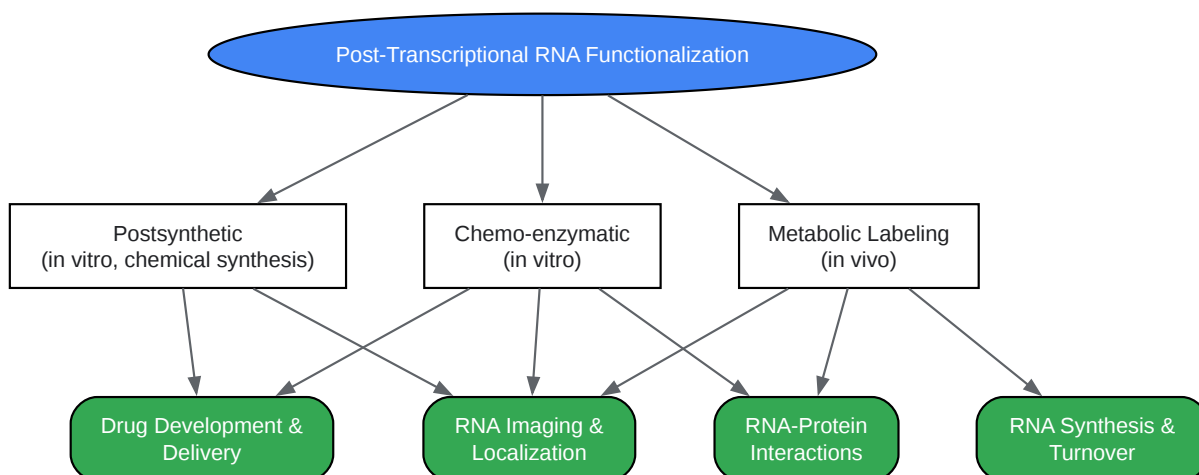 Post-Transcriptional RNA Functionalization
Postsynthetic
(in vitro, chemical synthesis)
Chemo-enzymatic
(in vitro)
Metabolic Labeling
(in vivo)
Drug Development &
Delivery
RNA Imaging &
Localization
RNA-Protein
Interactions
RNA Synthesis &
Turnover